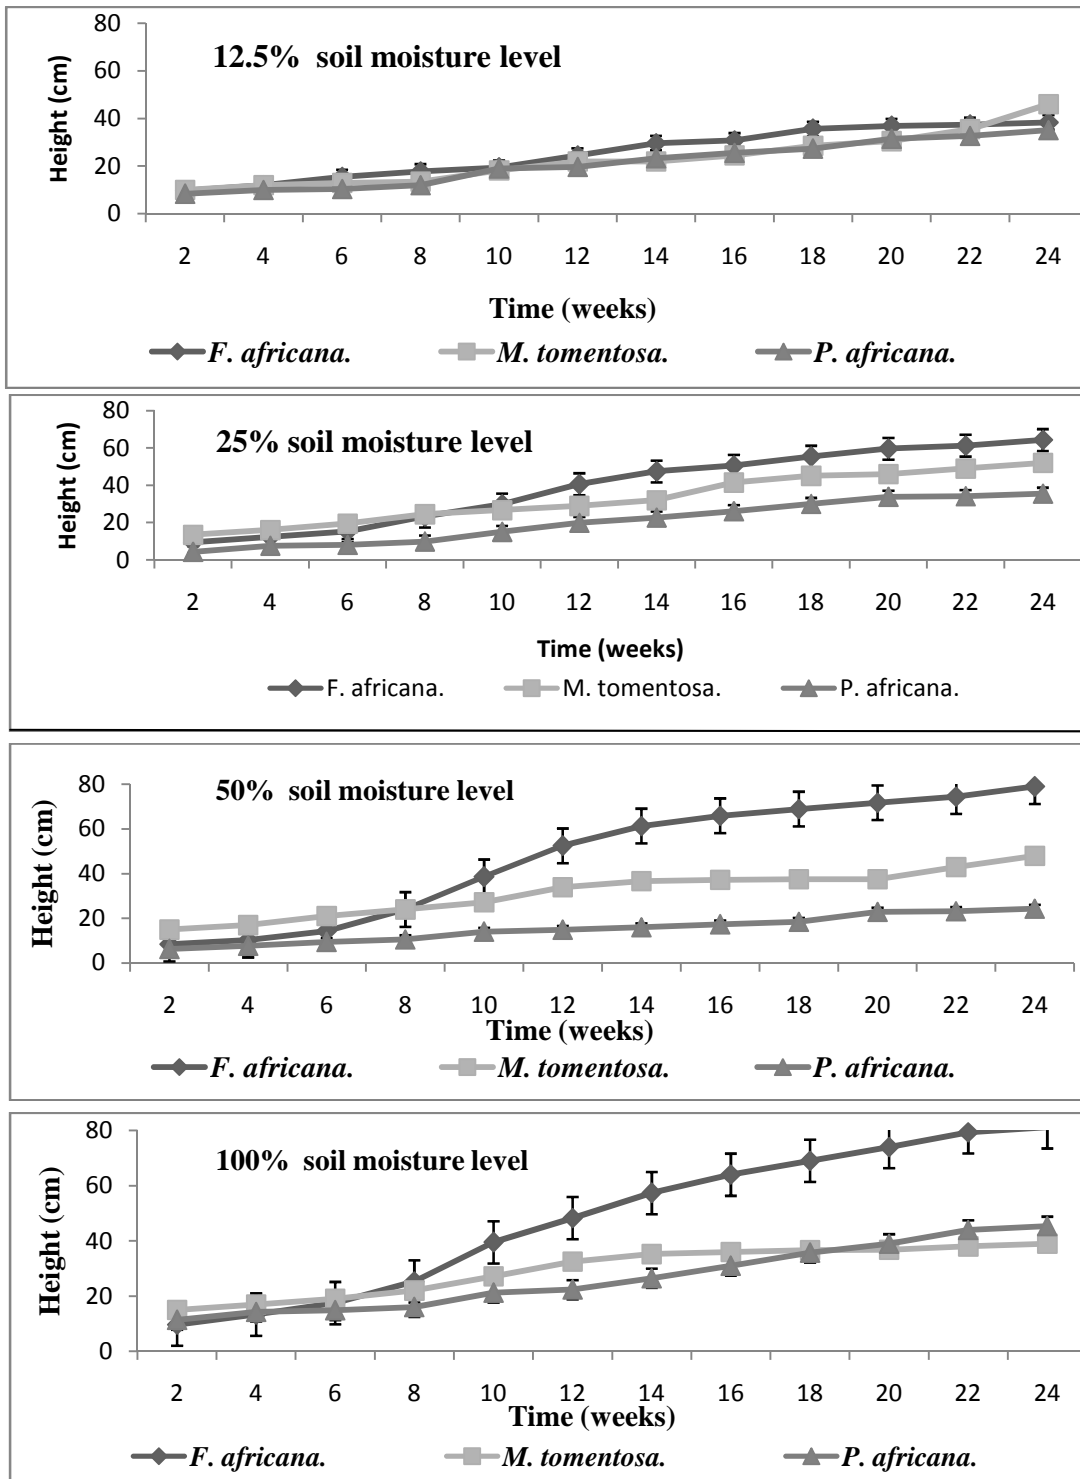 80
12.5% soil moisture level
60
40
20
0
Height (cm)
2 4 6 8 10 12 14 16 18 20 22 24
Time (weeks)
F. africana. M. tomentosa. P. africana.
80
25% soil moisture level
60
40
20
0
Height (cm)
2 4 6 8 10 12 14 16 18 20 22 24
Time (weeks)
F. africana. M. tomentosa. P. africana.
80
50% soil moisture level
60
40
20
0
Height (cm)
2 4 6 8 10 12 14 16 18 20 22 24
Time (weeks)
F. africana. M. tomentosa. P. africana.
80
100% soil moisture level
60
40
20
0
Height (cm)
2 4 6 8 10 12 14 16 18 20 22 24
Time (weeks)
F. africana. M. tomentosa. P. africana.